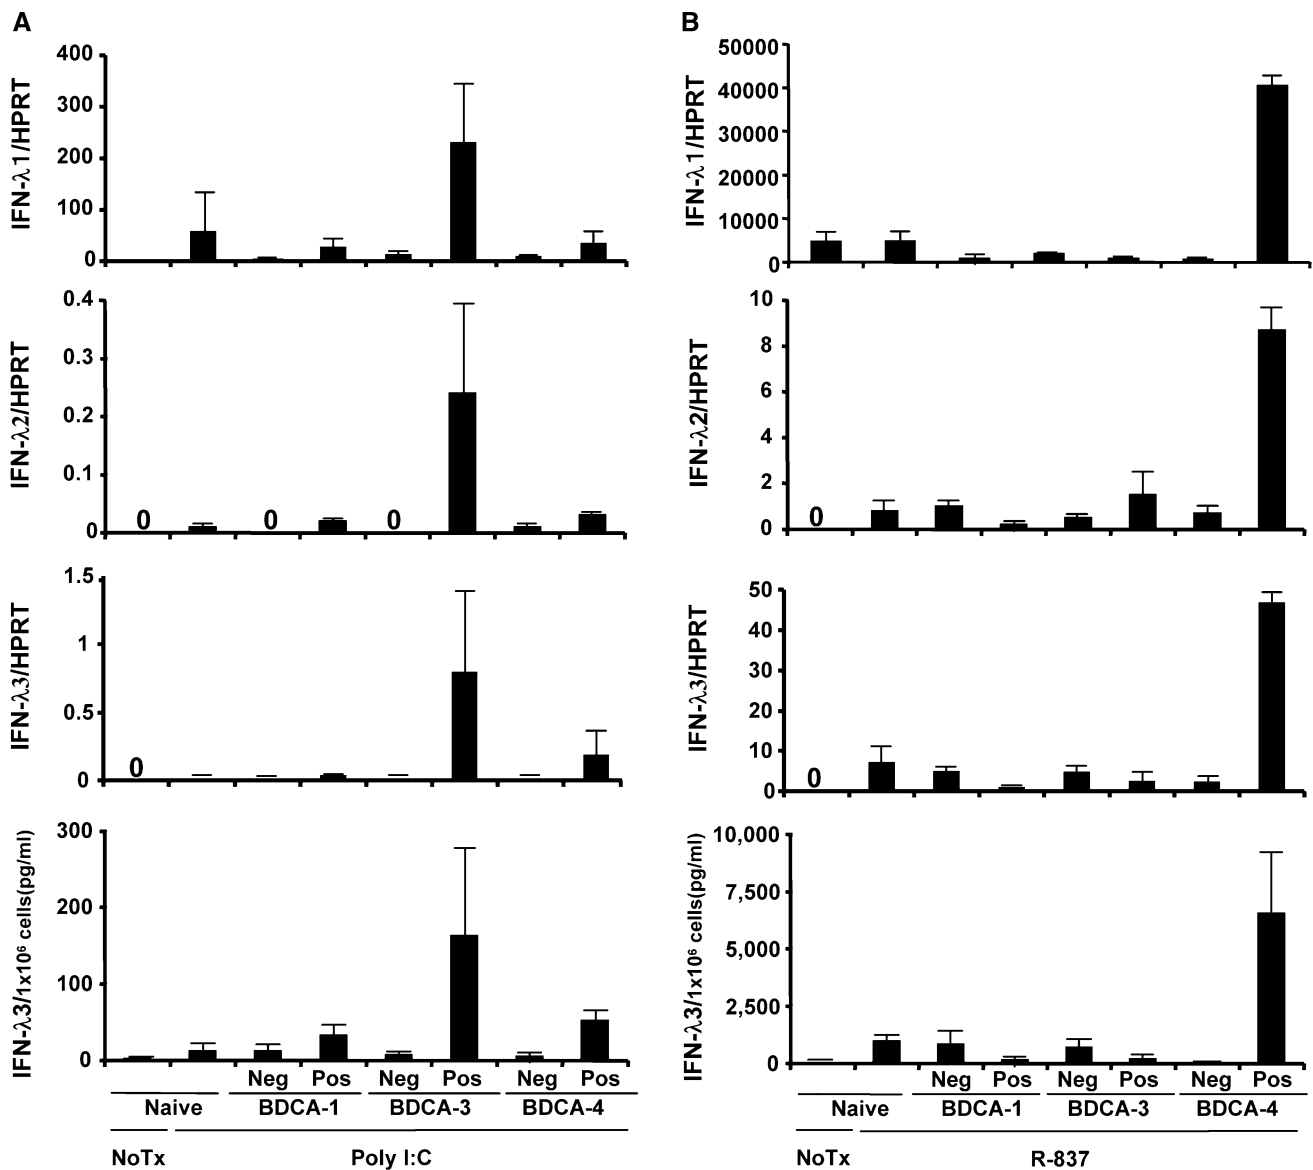 A
B
IFN-λ1/HPRT
400
300
200
100
0
IFN-λ1/HPRT
50000
40000
30000
20000
10000
0
IFN-λ2/HPRT
0.4
0.3
0.2
0.1
0
0
0
0
IFN-λ2/HPRT
10
8
6
4
2
0
0
IFN-λ3/HPRT
1.5
1
0.5
0
0
IFN-λ3/HPRT
50
40
30
20
10
0
0
IFN-λ3/1x10⁶ cells(pg/ml)
300
200
100
0
IFN-λ3/1x10⁶ cells(pg/ml)
10,000
7,500
5,000
2,500
0
Neg Pos Neg Pos Neg Pos
Naive BDCA-1 BDCA-3 BDCA-4
NoTx Poly I:C
Neg Pos Neg Pos Neg Pos
Naive BDCA-1 BDCA-3 BDCA-4
NoTx R-837